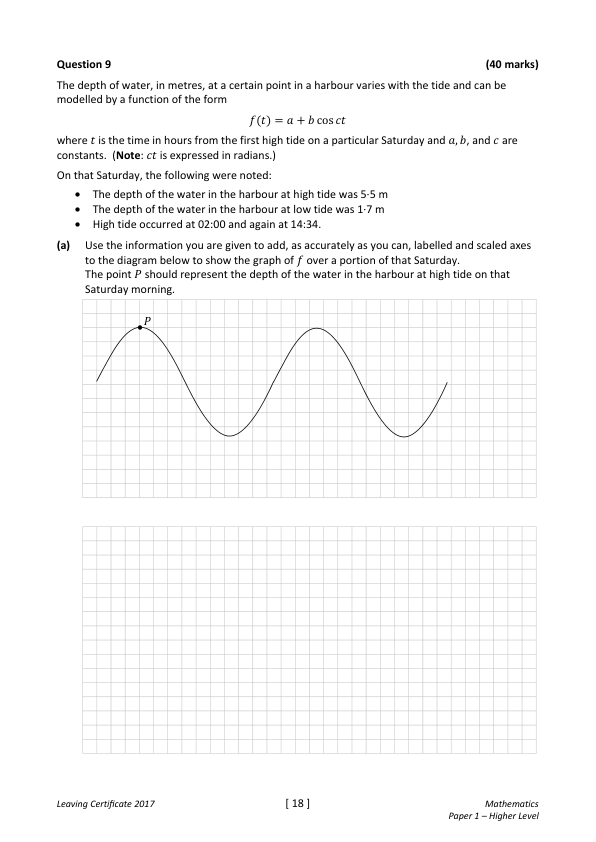 Question 9 (40 marks)
The depth of water, in metres, at a certain point in a harbour varies with the tide and can be
modelled by a function of the form
f(t) = a + b cos ct
where t is the time in hours from the first high tide on a particular Saturday and a, b, and c are
constants. (Note: ct is expressed in radians.)
On that Saturday, the following were noted:
• The depth of the water in the harbour at high tide was 5·5 m
• The depth of the water in the harbour at low tide was 1·7 m
• High tide occurred at 02:00 and again at 14:34.
(a) Use the information you are given to add, as accurately as you can, labelled and scaled axes
to the diagram below to show the graph of f over a portion of that Saturday.
The point P should represent the depth of the water in the harbour at high tide on that
Saturday morning.
P
Leaving Certificate 2017 [ 18 ] Mathematics
Paper 1 – Higher Level